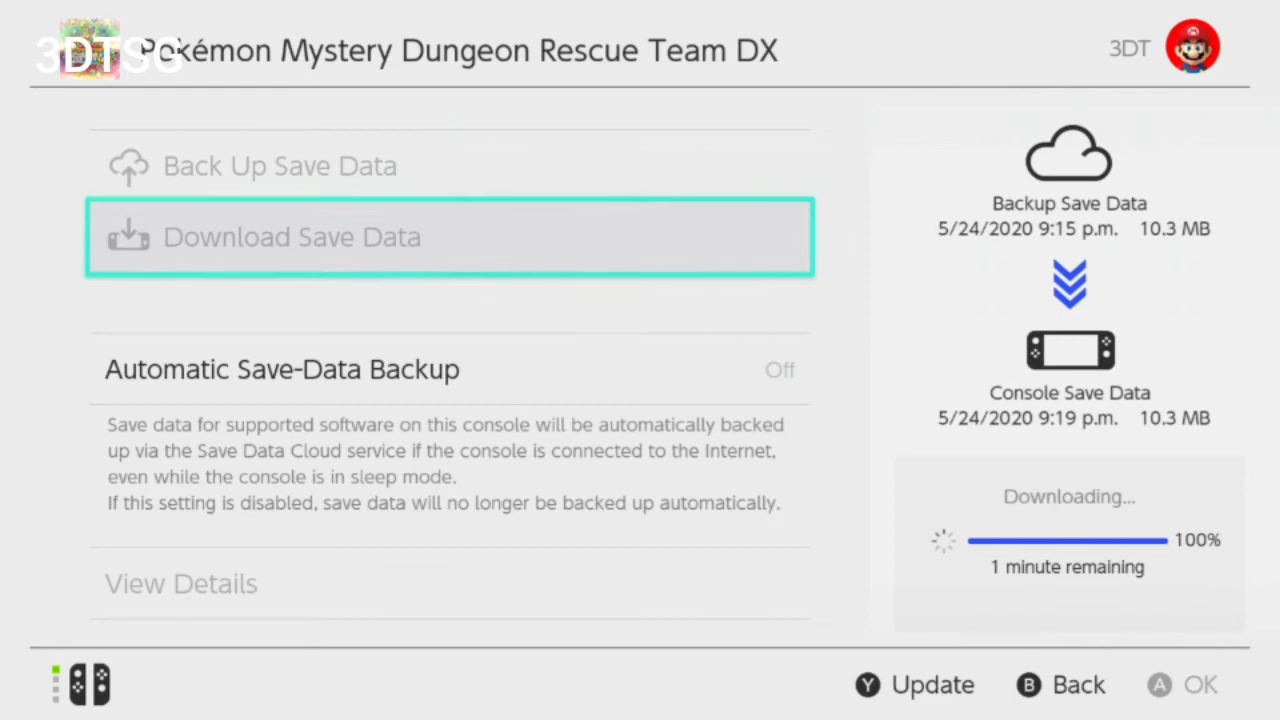 3DTSG
Pokémon Mystery Dungeon Rescue Team DX
3DT
Back Up Save Data
Download Save Data
Automatic Save-Data Backup Off
Save data for supported software on this console will be automatically backed
up via the Save Data Cloud service if the console is connected to the Internet,
even while the console is in sleep mode.
If this setting is disabled, save data will no longer be backed up automatically.
View Details
Backup Save Data
5/24/2020 9:15 p.m. 10.3 MB
Console Save Data
5/24/2020 9:19 p.m. 10.3 MB
Downloading...
100%
1 minute remaining
Y Update B Back A OK